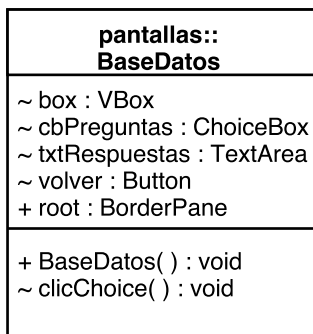 pantallas::
BaseDatos
~ box : VBox
~ cbPreguntas : ChoiceBox
~ txtRespuestas : TextArea
~ volver : Button
+ root : BorderPane
+ BaseDatos( ) : void
~ clicChoice( ) : void